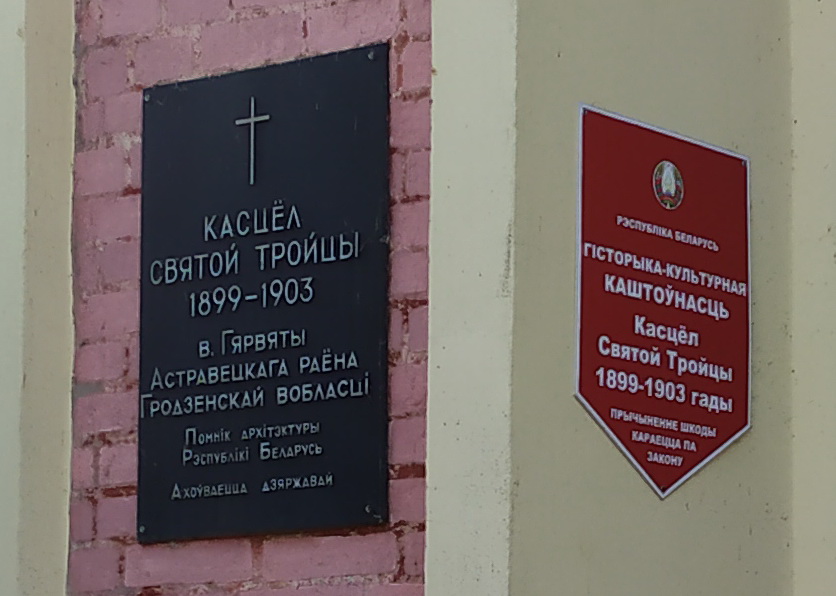 КАСЦЁЛ
СВЯТОЙ ТРОЙЦЫ
1899-1903
в. Гярвяты
Астравецкага раёна
Гродзенскай вобласці
Помнік архітэктуры
Рэспублікі Беларусь
Ахоўваецца дзяржавай
РЭСПУБЛІКА БЕЛАРУСЬ
ГІСТОРЫКА-КУЛЬТУРНАЯ
КАШТОЎНАСЦЬ
Касцёл
Святой Тройцы
1899-1903 гады
ПРЫЧЫНЕННЕ ШКОДЫ
КАРАЕЦЦА ПА
ЗАКОНУ